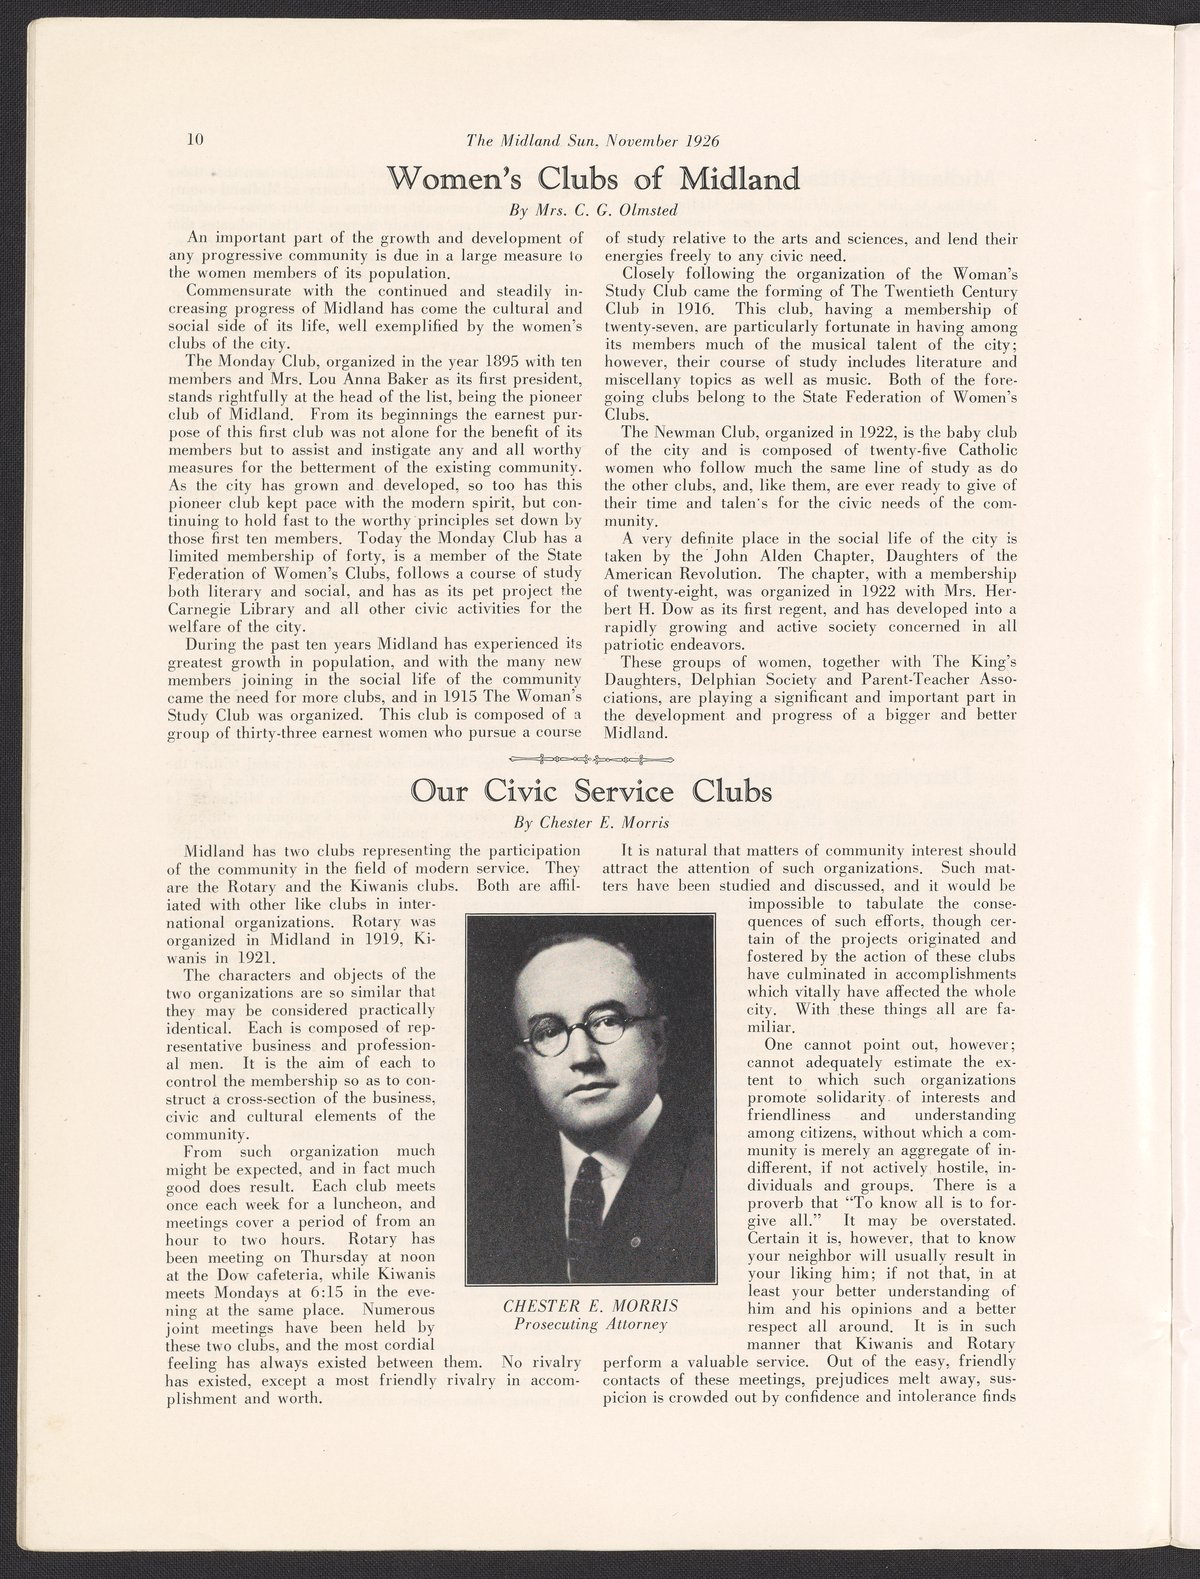 10
The Midland Sun, November 1926
Women's Clubs of Midland
By Mrs. C. G. Olmsted
An important part of the growth and development of
any progressive community is due in a large measure to
the women members of its population.
Commensurate with the continued and steadily in-
creasing progress of Midland has come the cultural and
social side of its life, well exemplified by the women's
clubs of the city.
The Monday Club, organized in the year 1895 with ten
members and Mrs. Lou Anna Baker as its first president,
stands rightfully at the head of the list, being the pioneer
club of Midland. From its beginnings the earnest pur-
pose of this first club was not alone for the benefit of its
members but to assist and instigate any and all worthy
measures for the betterment of the existing community.
As the city has grown and developed, so too has this
pioneer club kept pace with the modern spirit, but con-
tinuing to hold fast to the worthy principles set down by
those first ten members. Today the Monday Club has a
limited membership of forty, is a member of the State
Federation of Women's Clubs, follows a course of study
both literary and social, and has as its pet project the
Carnegie Library and all other civic activities for the
welfare of the city.
During the past ten years Midland has experienced its
greatest growth in population, and with the many new
members joining in the social life of the community
came the need for more clubs, and in 1915 The Woman's
Study Club was organized. This club is composed of a
group of thirty-three earnest women who pursue a course
of study relative to the arts and sciences, and lend their
energies freely to any civic need.
Closely following the organization of the Woman's
Study Club came the forming of The Twentieth Century
Club in 1916. This club, having a membership of
twenty-seven, are particularly fortunate in having among
its members much of the musical talent of the city;
however, their course of study includes literature and
miscellany topics as well as music. Both of the fore-
going clubs belong to the State Federation of Women's
Clubs.
The Newman Club, organized in 1922, is the baby club
of the city and is composed of twenty-five Catholic
women who follow much the same line of study as do
the other clubs, and, like them, are ever ready to give of
their time and talen's for the civic needs of the com-
munity.
A very definite place in the social life of the city is
taken by the John Alden Chapter, Daughters of the
American Revolution. The chapter, with a membership
of twenty-eight, was organized in 1922 with Mrs. Her-
bert H. Dow as its first regent, and has developed into a
rapidly growing and active society concerned in all
patriotic endeavors.
These groups of women, together with The King's
Daughters, Delphian Society and Parent-Teacher Asso-
ciations, are playing a significant and important part in
the development and progress of a bigger and better
Midland.
Our Civic Service Clubs
By Chester E. Morris
Midland has two clubs representing the participation
of the community in the field of modern service. They
are the Rotary and the Kiwanis clubs. Both are affil-
iated with other like clubs in inter-
national organizations. Rotary was
organized in Midland in 1919, Ki-
wanis in 1921.
The characters and objects of the
two organizations are so similar that
they may be considered practically
identical. Each is composed of rep-
resentative business and profession-
al men. It is the aim of each to
control the membership so as to con-
struct a cross-section of the business,
civic and cultural elements of the
community.
From such organization much
might be expected, and in fact much
good does result. Each club meets
once each week for a luncheon, and
meetings cover a period of from an
hour to two hours. Rotary has
been meeting on Thursday at noon
at the Dow cafeteria, while Kiwanis
meets Mondays at 6:15 in the eve-
ning at the same place. Numerous
joint meetings have been held by
these two clubs, and the most cordial
feeling has always existed between them. No rivalry
has existed, except a most friendly rivalry in accom-
plishment and worth.
CHESTER E. MORRIS
Prosecuting Attorney
It is natural that matters of community interest should
attract the attention of such organizations. Such mat-
ters have been studied and discussed, and it would be
impossible to tabulate the conse-
quences of such efforts, though cer-
tain of the projects originated and
fostered by the action of these clubs
have culminated in accomplishments
which vitally have affected the whole
city. With these things all are fa-
miliar.
One cannot point out, however;
cannot adequately estimate the ex-
tent to which such organizations
promote solidarity of interests and
friendliness and understanding
among citizens, without which a com-
munity is merely an aggregate of in-
different, if not actively hostile, in-
dividuals and groups. There is a
proverb that "To know all is to for-
give all." It may be overstated.
Certain it is, however, that to know
your neighbor will usually result in
your liking him; if not that, in at
least your better understanding of
him and his opinions and a better
respect all around. It is in such
manner that Kiwanis and Rotary
perform a valuable service. Out of the easy, friendly
contacts of these meetings, prejudices melt away, sus-
picion is crowded out by confidence and intolerance finds